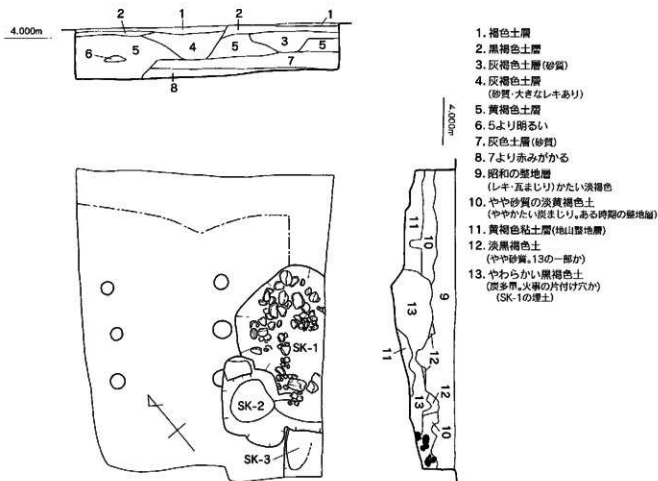 2 1 2 1
4.000m
6 5 4 5 3 5
7
8
1. 褐色土層
2. 黒褐色土層
3. 灰褐色土層(砂質)
4. 灰褐色土層
(砂質・大きなレキあり)
5. 黄褐色土層
6. 5より明るい
7. 灰色土層(砂質)
8. 7より赤みがかる
9. 昭和の整地層
(レキ・瓦まじり)かたい淡褐色
10. やや砂質の淡黄褐色土
(ややかたい炭まじり。ある時期の整地層)
11. 黄褐色粘土層(地山整地層)
12. 淡黒褐色土
(やや砂質。13の一部か)
13. やわらかい黒褐色土
(炭多量。火事の片付け穴か)
(SK-1の埋土)
4.000m
11
10
9
13
12
11
12
13
10
SK-1
SK-2
SK-3